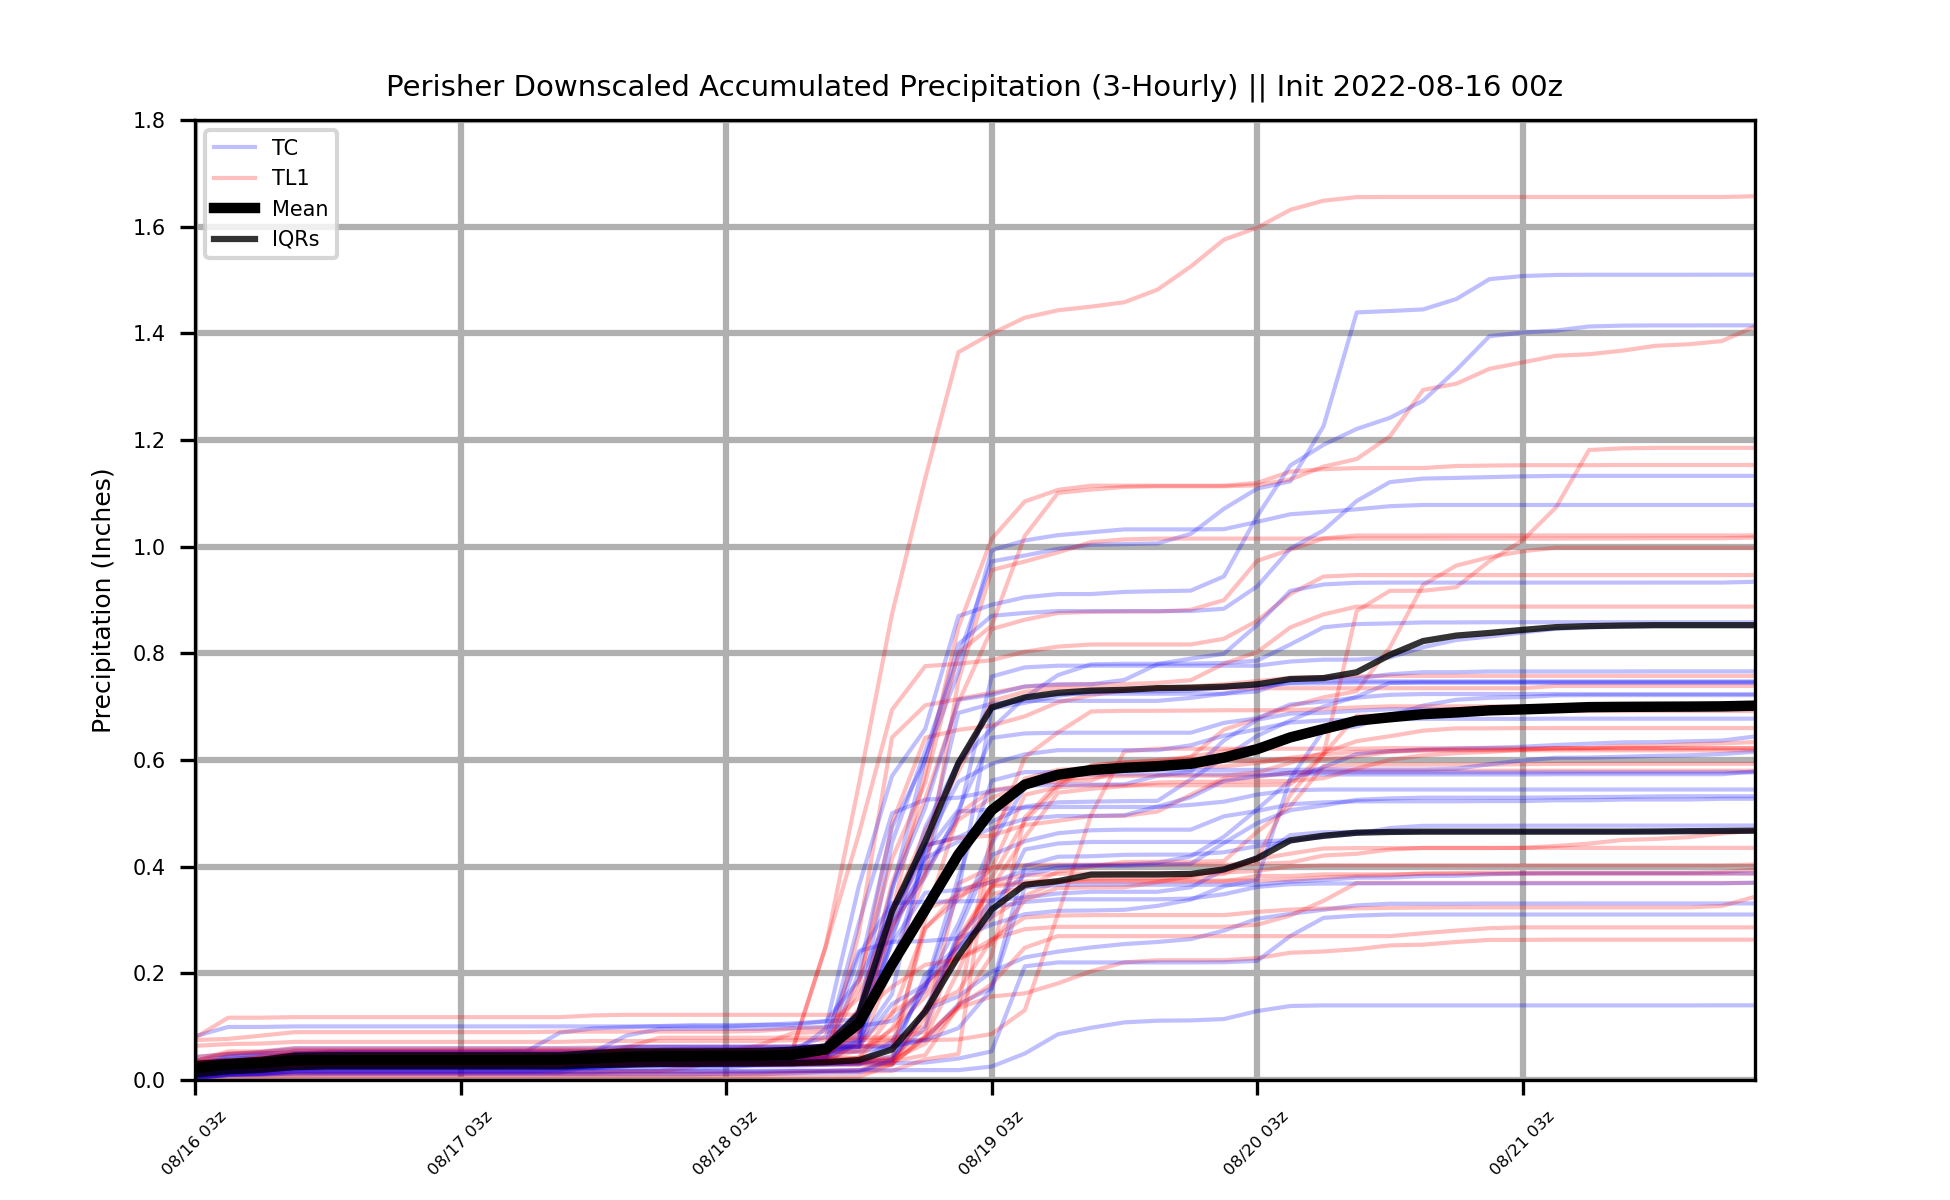 Perisher Downscaled Accumulated Precipitation (3-Hourly) || Init 2022-08-16 00z
TC
TL1
Mean
IQRs
Precipitation (Inches)
1.8
1.6
1.4
1.2
1.0
0.8
0.6
0.4
0.2
0.0
08/16 03z
08/17 03z
08/18 03z
08/19 03z
08/20 03z
08/21 03z